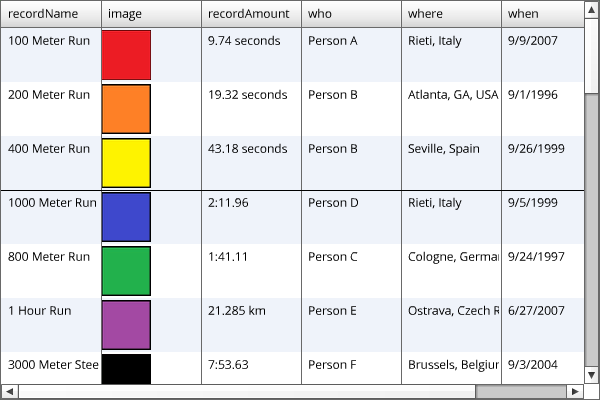 recordName image recordAmount who where when
100 Meter Run 9.74 seconds Person A Rieti, Italy 9/9/2007
200 Meter Run 19.32 seconds Person B Atlanta, GA, USA 9/1/1996
400 Meter Run 43.18 seconds Person B Seville, Spain 9/26/1999
1000 Meter Run 2:11.96 Person D Rieti, Italy 9/5/1999
800 Meter Run 1:41.11 Person C Cologne, Germa 9/24/1997
1 Hour Run 21.285 km Person E Ostrava, Czech R 6/27/2007
3000 Meter Stee 7:53.63 Person F Brussels, Belgiur 9/3/2004